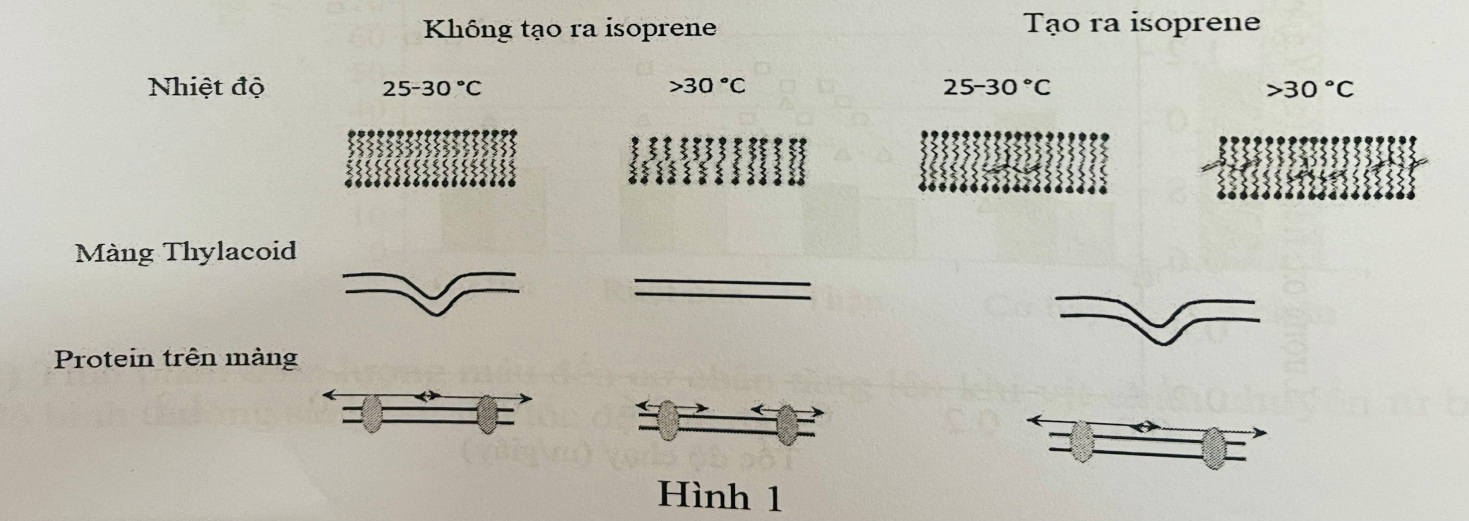 Không tạo ra isoprene Tạo ra isoprene
Nhiệt độ 25-30 °C >30 °C 25-30 °C >30 °C
Màng Thylacoid
Protein trên màng
Hình 1